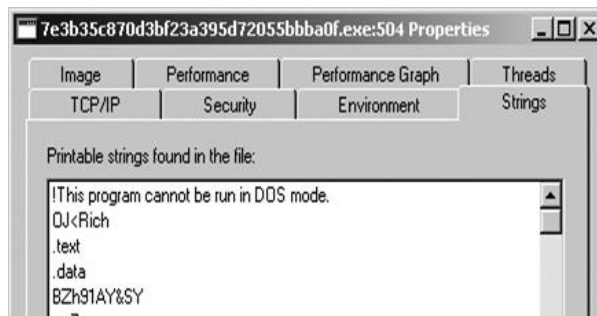 7e3b35c870d3bf23a395d72055bbba0f.exe:504 Properties
Image Performance Performance Graph Threads
TCP/IP Security Environment Strings
Printable strings found in the file:
!This program cannot be run in DOS mode.
OJ<Rich
.text
.data
BZh91AY&SY